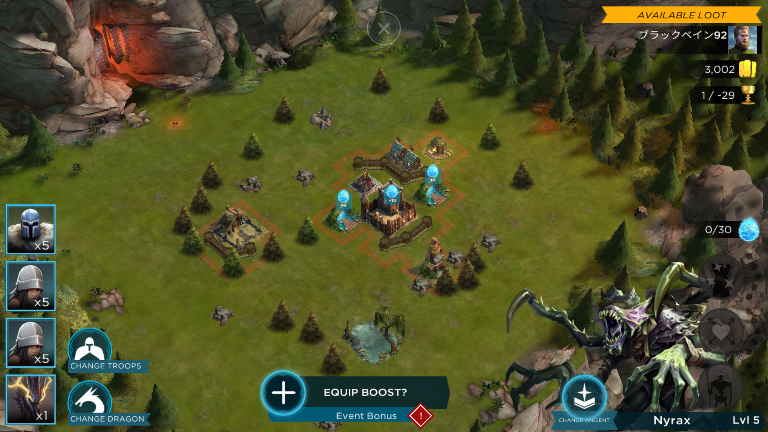 AVAILABLE LOOT
ブラックペイン92
3,002
1 / -29
0/30
x5
x5
x5
x1
CHANGE TROOPS
CHANGE DRAGON
EQUIP BOOST?
Event Bonus
!
CHANGE ANCIENT
Nyrax
Lvl 5